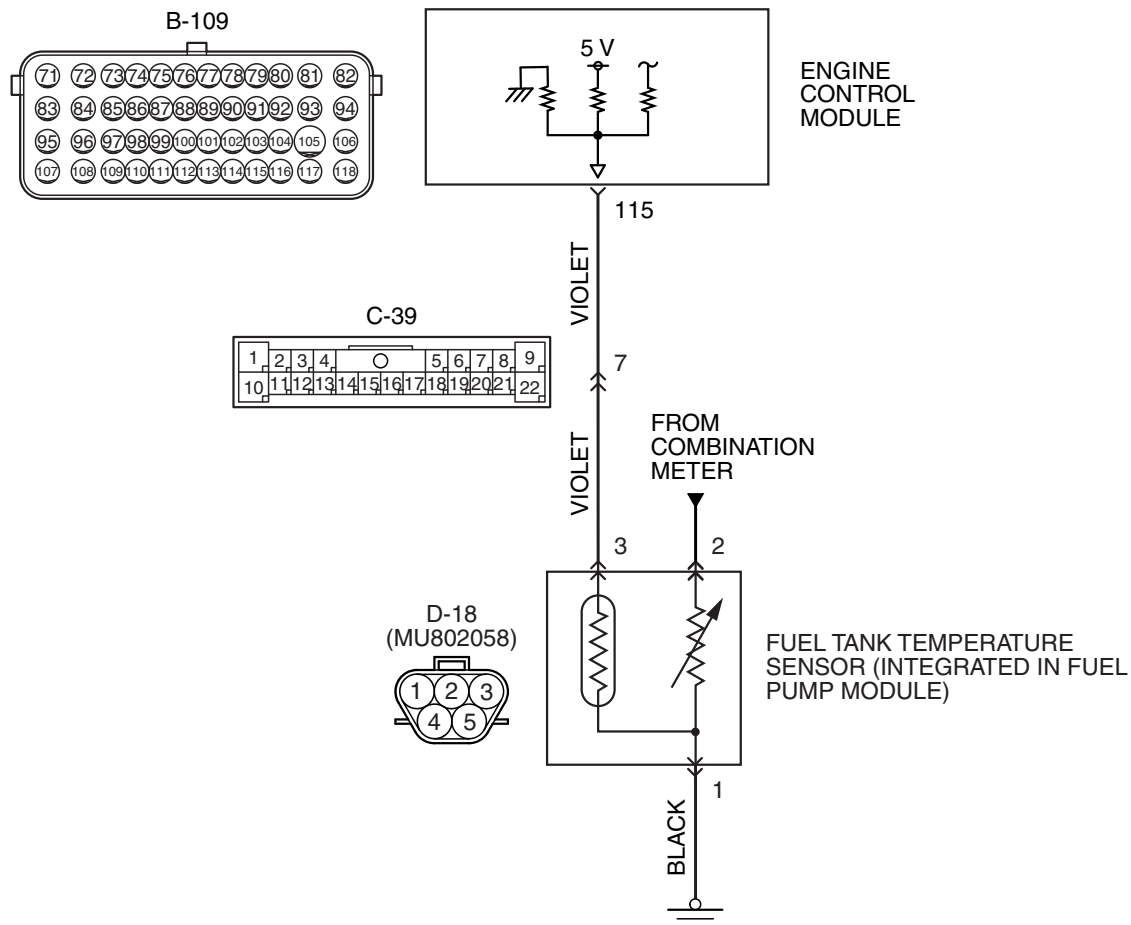 B-109
71 72 73 74 75 76 77 78 79 80 81 82
83 84 85 86 87 88 89 90 91 92 93 94
95 96 97 98 99 100 101 102 103 104 105 106
107 108 109 110 111 112 113 114 115 116 117 118
5 V
ENGINE
CONTROL
MODULE
115
VIOLET
C-39
1 2 3 4 5 6 7 8 9
10 11 12 13 14 15 16 17 18 19 20 21 22
7
VIOLET
FROM
COMBINATION
METER
3
2
D-18
(MU802058)
1 2 3
4 5
FUEL TANK TEMPERATURE
SENSOR (INTEGRATED IN FUEL
PUMP MODULE)
1
BLACK